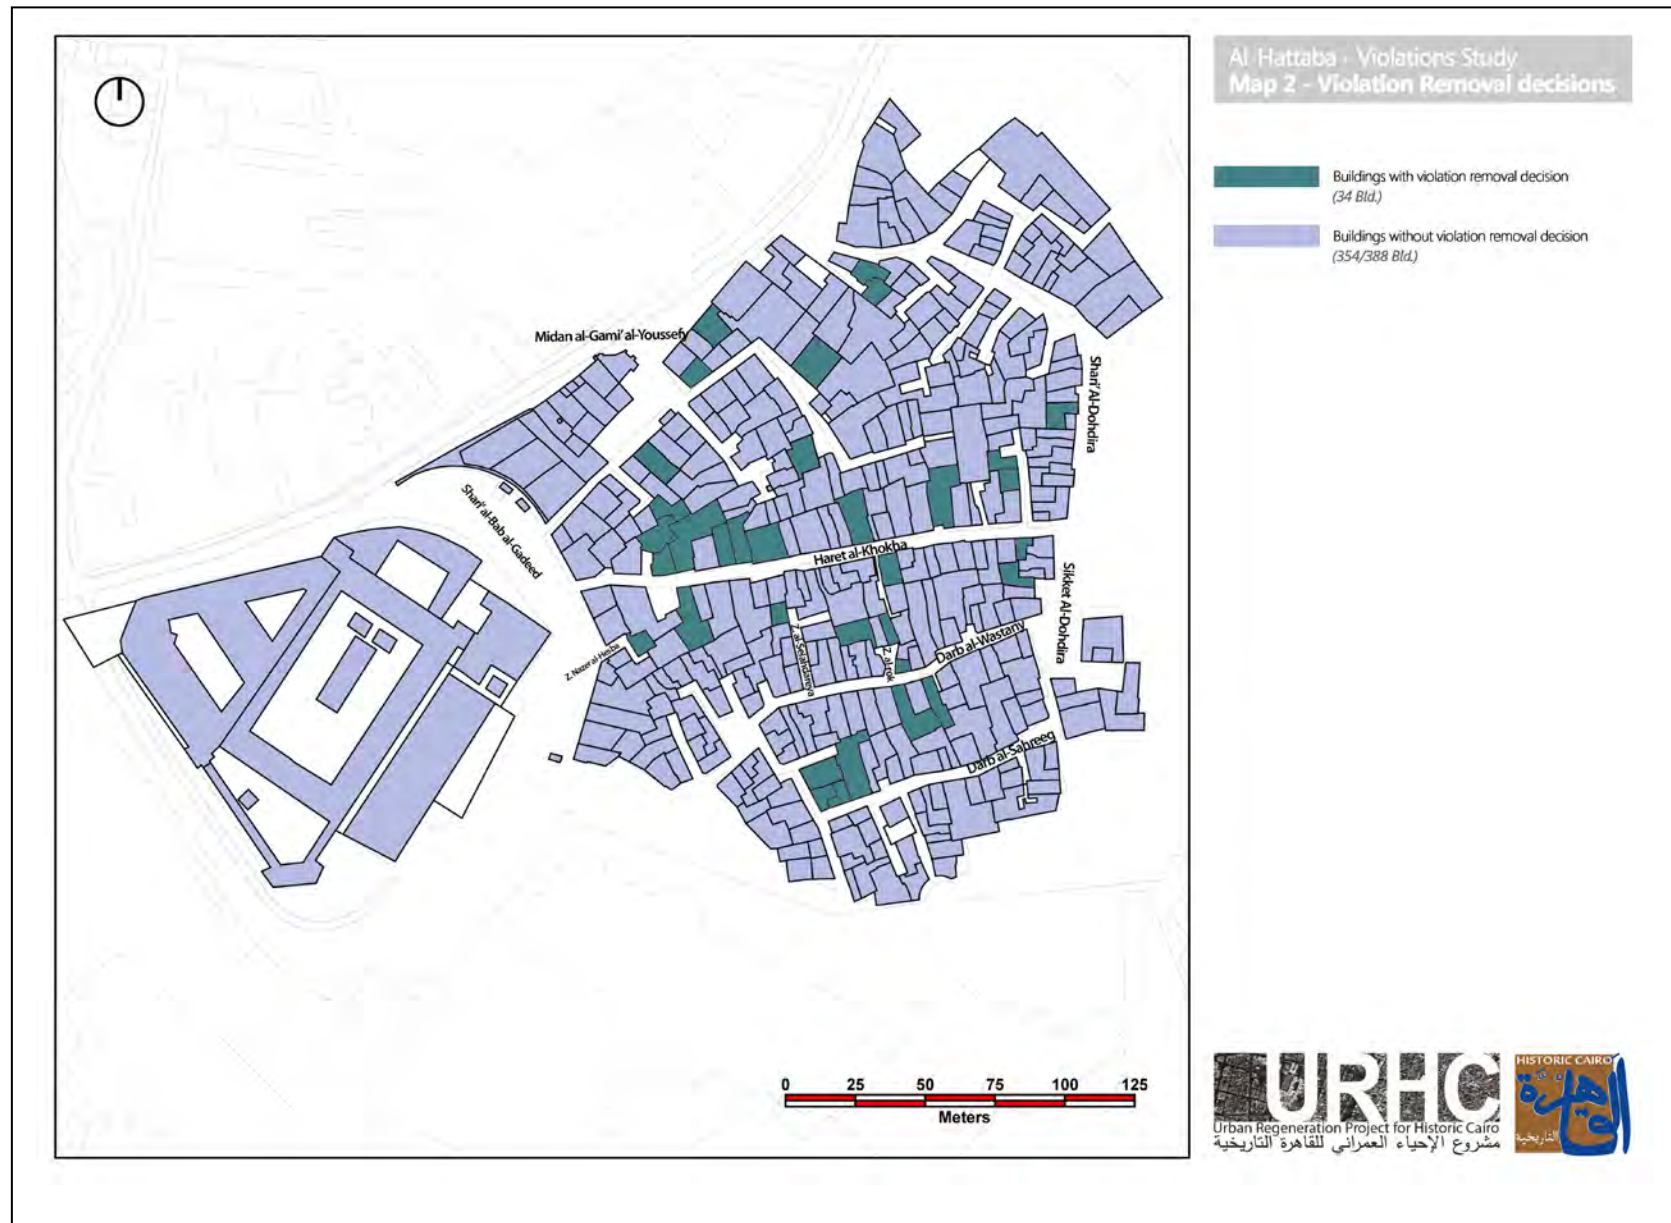 Al-Hattaba - Violations Study
Map 2 - Violation Removal decisions
Buildings with violation removal decision
(34 Bld.)
Buildings without violation removal decision
(354/388 Bld.)
Midan al-Gami' al-Youssefy
Shari' Al-Dohdira
Shari' al-Bab al-Gadeed
Haret al-Khokha
Sikket Al-Dohdira
Z. Nazer al-Hesba
Darb al-Wastany
Darb al-Sahreeg
0 25 50 75 100 125
Meters
URHC
Urban Regeneration Project for Historic Cairo
مشروع الإحياء العمراني للقاهرة التاريخية
HISTORIC CAIRO
القاهرة
التاريخية